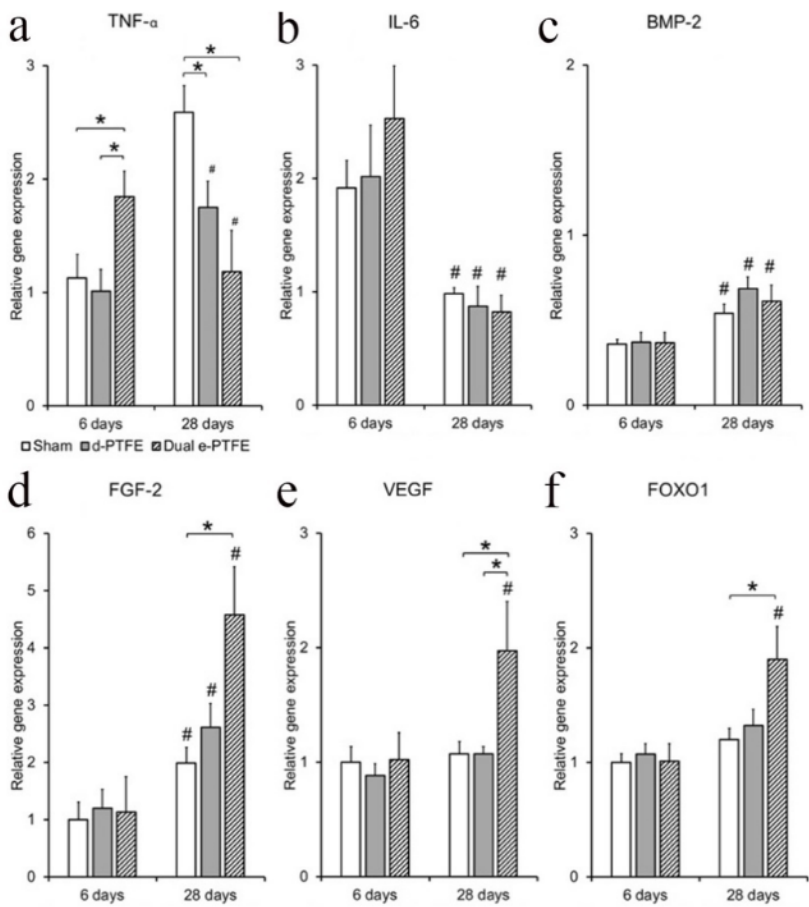 a TNF-α
b IL-6
c BMP-2
Relative gene expression
3
2
1
0
* * * *
# #
6 days 28 days
Relative gene expression
3
2
1
0
# # #
6 days 28 days
Relative gene expression
2
1
0
# # #
6 days 28 days
Sham d-PTFE Dual e-PTFE
d FGF-2
e VEGF
f FOXO1
Relative gene expression
6
5
4
3
2
1
0
*
# # #
6 days 28 days
Relative gene expression
3
2
1
0
*
*
#
6 days 28 days
Relative gene expression
3
2
1
0
*
#
6 days 28 days